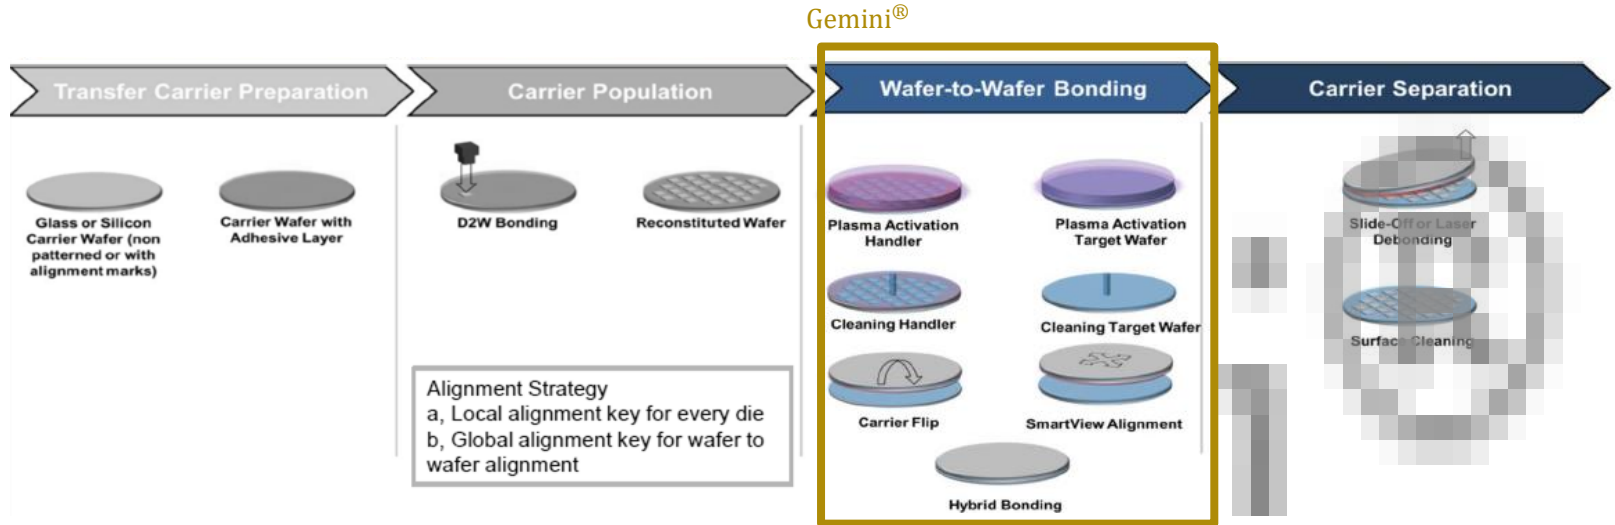 Gemini®
Transfer Carrier Preparation
Carrier Population
Wafer-to-Wafer Bonding
Carrier Separation
Glass or Silicon
Carrier Wafer (non
patterned or with
alignment marks)
Carrier Wafer with
Adhesive Layer
D2W Bonding
Reconstituted Wafer
Alignment Strategy
a, Local alignment key for every die
b, Global alignment key for wafer to
wafer alignment
Plasma Activation
Handler
Plasma Activation
Target Wafer
Cleaning Handler
Cleaning Target Wafer
Carrier Flip
SmartView Alignment
Hybrid Bonding
Slide-Off or Laser
Debonding
Surface Cleaning